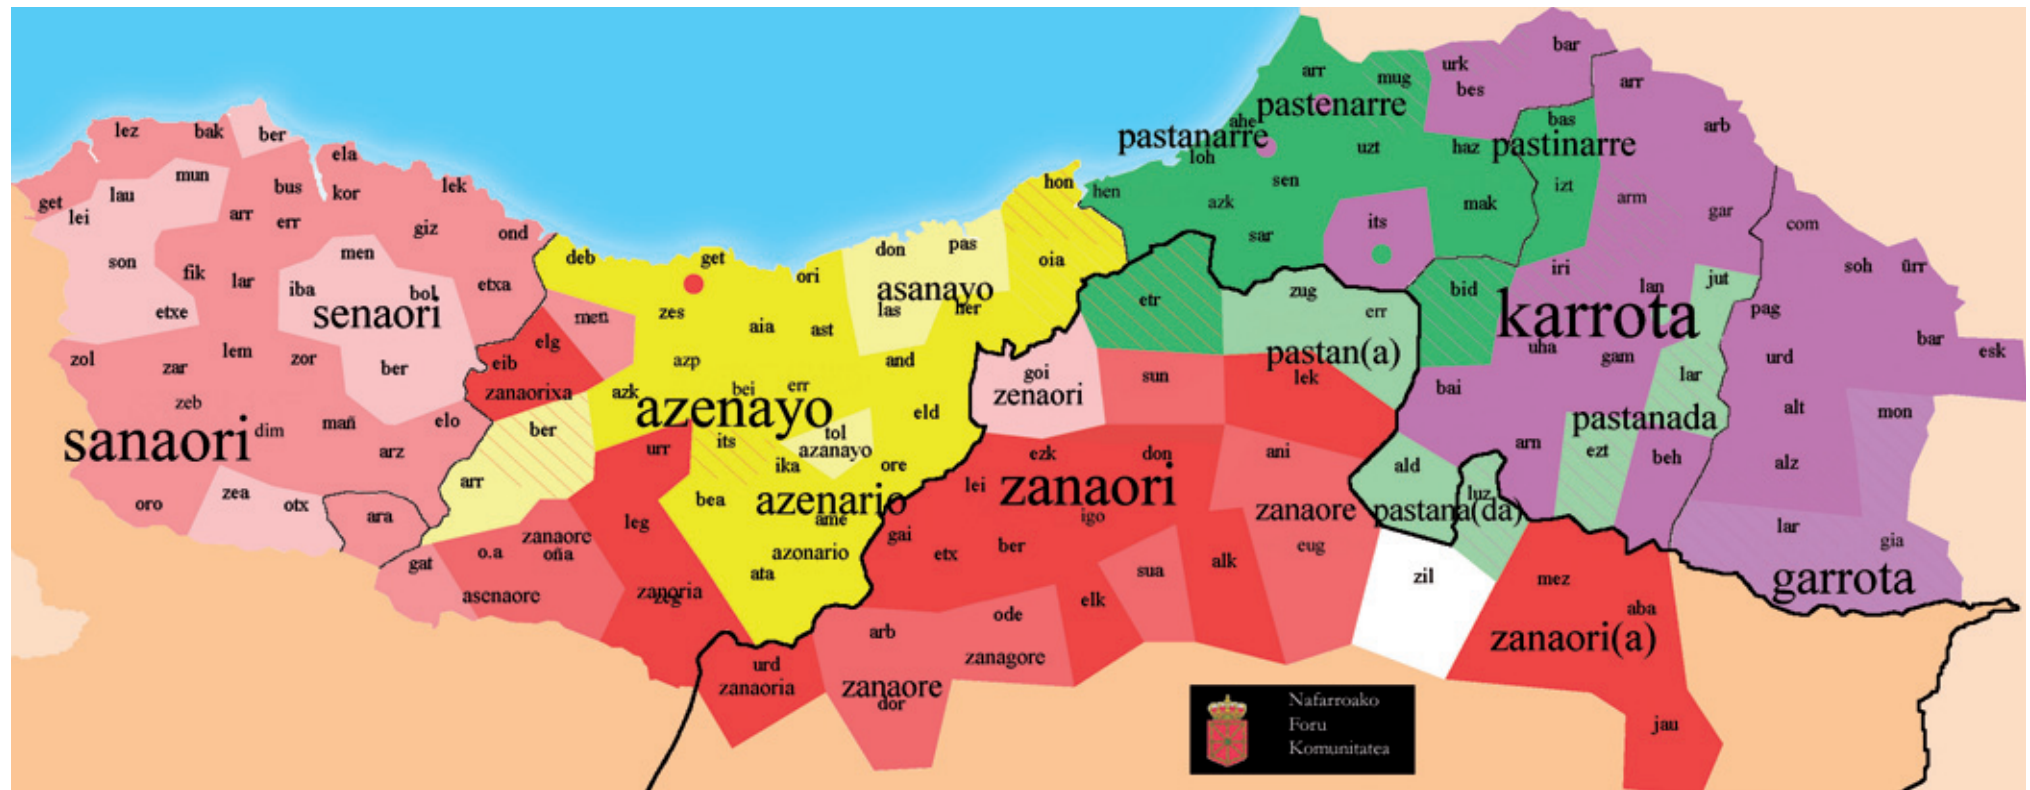 lez
bak
ber
ela
mun
lau
bus
kor
lek
get
lei
arr
err
giz
ond
son
fik
men
lar
iba
bol
etxa
etxe
senaori
zol
zar
lem
zor
ber
zeb
sanaori
dim
mañ
elo
arz
oro
zea
otx
ara
deb
get
ori
don
pas
hon
oia
men
zes
aia
ast
asanayo
las
her
elg
eib
zanaorixa
azp
and
azk
bei
err
azenayo
eld
ber
urr
its
tol
azanayo
ika
ore
arr
bea
azenario
ame
leg
zanaore
oña
o.a
gat
azonario
ata
asenaore
zanoria
zeg
bar
arr
mug
urk
bes
arr
pastenarre
ahe
pastanarre
loh
uzt
haz
bas
pastinarre
arb
hen
sen
izt
azk
mak
arm
gar
its
sar
com
etr
zug
err
bid
iri
lan
jut
soh
ũrr
karrota
pag
uha
gam
urd
bar
esk
pastan(a)
lek
goi
zenaori
sun
bai
lar
alt
mon
pastanada
ezk
don
ani
ald
arn
ezt
beh
alz
lei
zanaori
igo
zanaore
luz
pastana(da)
lar
gia
gai
etx
ber
eug
garrota
sua
alk
zil
mez
aba
zanaori(a)
elk
ode
arb
zanagore
urd
zanaoria
zanaore
dor
jau
Nafarroako
Foru
Komunitatea